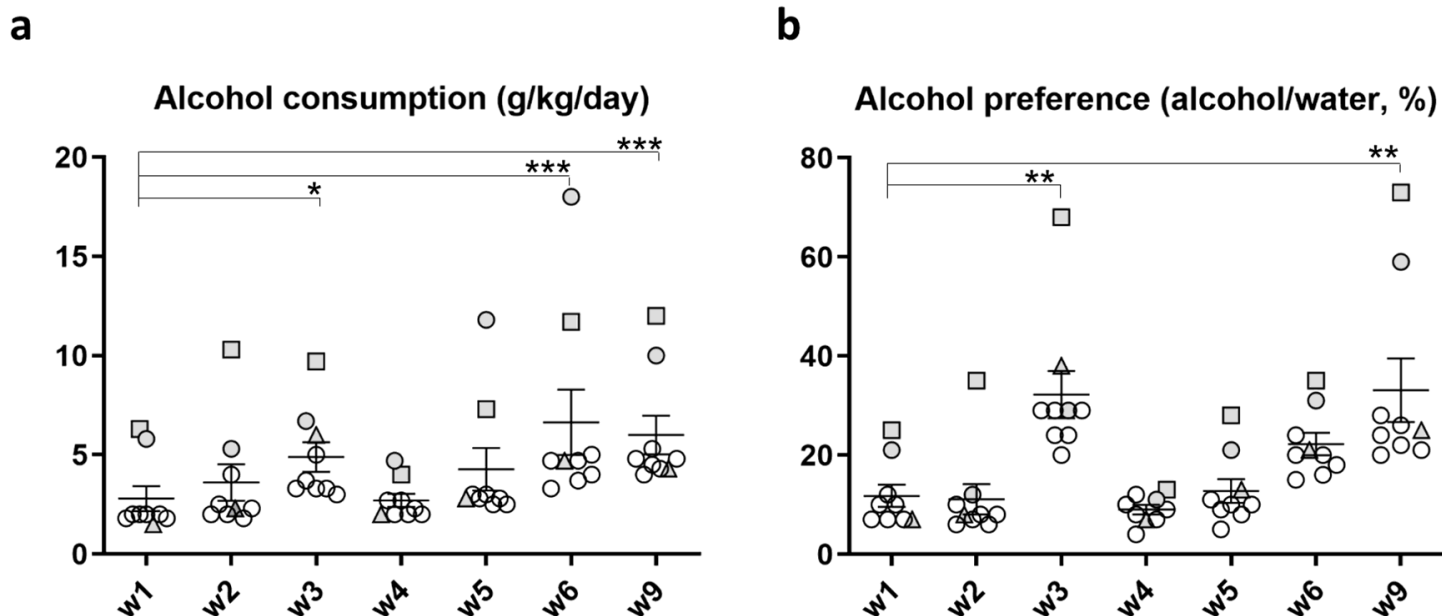 a
Alcohol consumption (g/kg/day)
20
15
10
5
0
***
***
*
w1 w2 w3 w4 w5 w6 w9
b
Alcohol preference (alcohol/water, %)
80
60
40
20
0
**
**
w1 w2 w3 w4 w5 w6 w9